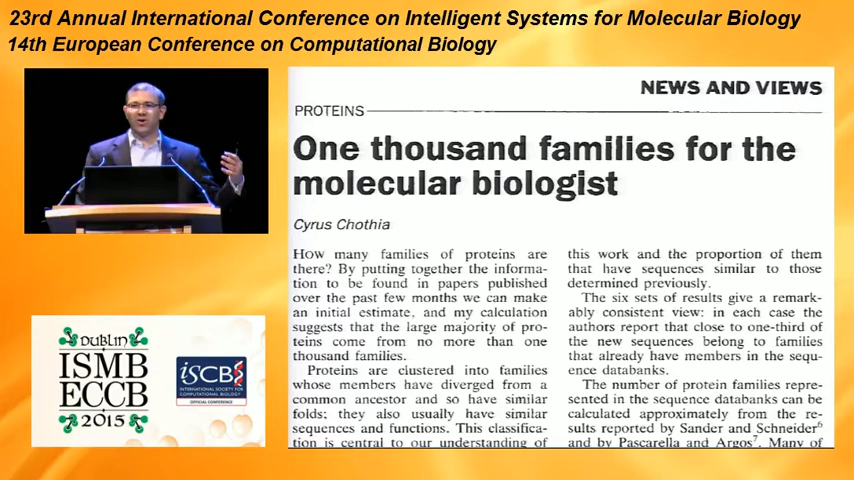 23rd Annual International Conference on Intelligent Systems for Molecular Biology
14th European Conference on Computational Biology
NEWS AND VIEWS
PROTEINS
One thousand families for the
molecular biologist
Cyrus Chothia
HOW many families of proteins are
there? By putting together the informa-
tion to be found in papers published
over the past few months we can make
an initial estimate, and my calculation
suggests that the large majority of pro-
teins come from no more than one
thousand families.
Proteins are clustered into families
whose members have diverged from a
common ancestor and so have similar
folds; they also usually have similar
sequences and functions. This classifica-
tion is central to our understanding of
this work and the proportion of them
that have sequences similar to those
determined previously.
The six sets of results give a remark-
ably consistent view: in each case the
authors report that close to one-third of
the new sequences belong to families
that already have members in the sequ-
ence databanks.
The number of protein families repre-
sented in the sequence databanks can be
calculated approximately from the re-
sults reported by Sander and Schneider6
and by Pascarella and Argos7. Many of
DUBLIN
ISMB
ECCB
2015
iSCB
INTERNATIONAL SOCIETY FOR
COMPUTATIONAL BIOLOGY
OFFICIAL CONFERENCE